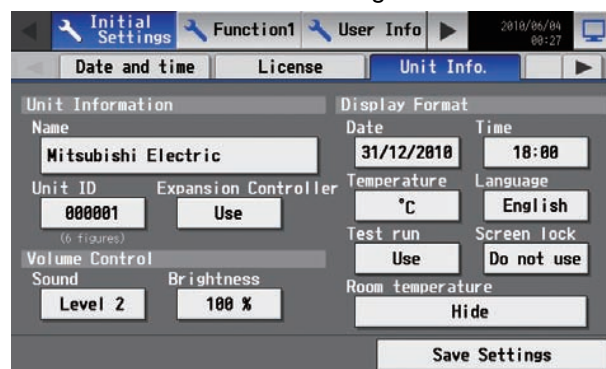 Initial Settings
Function1
User Info
2010/06/04
00:27
Date and time
License
Unit Info.
Unit Information
Name
Mitsubishi Electric
Unit ID
Expansion Controller
000001
Use
(6 figures)
Volume Control
Sound
Brightness
Level 2
100 %
Display Format
Date
Time
31/12/2010
18:00
Temperature
Language
°C
English
Test run
Screen lock
Use
Do not use
Room temperature
Hide
Save Settings